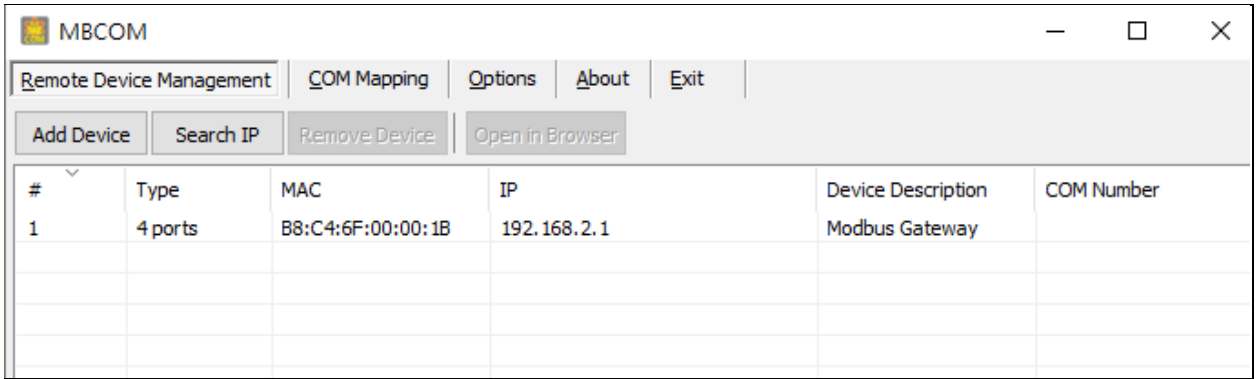 MBCOM
Remote Device Management COM Mapping Options About Exit
Add Device Search IP Remove Device Open in Browser
# Type MAC IP Device Description COM Number
1 4 ports B8:C4:6F:00:00:1B 192.168.2.1 Modbus Gateway